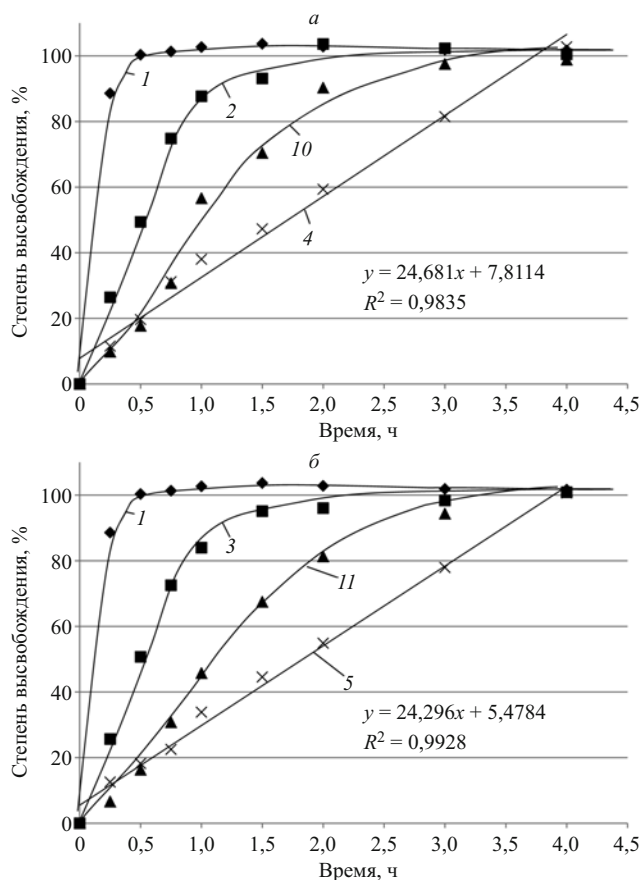 а
Степень высвобождения, %
120
100
80
60
40
20
0
1
2
10
4
y = 24,681x + 7,8114
R² = 0,9835
0 0,5 1,0 1,5 2,0 2,5 3,0 3,5 4,0 4,5
Время, ч
б
Степень высвобождения, %
100
80
60
40
20
0
1
3
11
5
y = 24,296x + 5,4784
R² = 0,9928
0 0,5 1,0 1,5 2,0 2,5 3,0 3,5 4,0 4,5
Время, ч